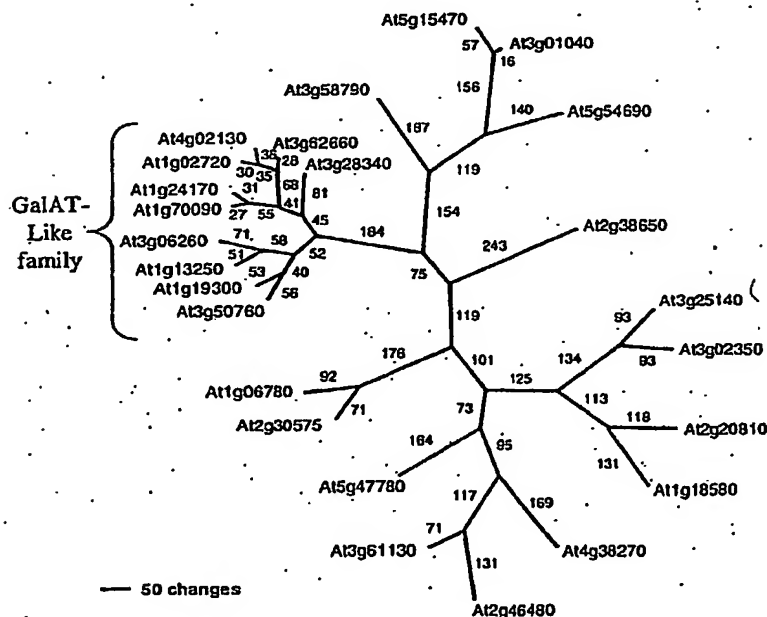 At5g15470
57
At3g01040
16
156
At3g58790
140
At5g54690
187
119
At4g02130
At3g62660
38
28
At1g02720
At3g28340
30
35
68
81
At1g24170
31
GalAT-
Like
family
At1g70090
41
27
55
45
154
At2g38650
184
243
At3g06260
71
58
52
75
At1g13250
51
53
40
At1g19300
56
At3g50760
119
At3g25140
93
At3g02350
93
134
176
101
125
113
At1g06780
92
71
At2g30575
73
118
At2g20810
164
95
131
At5g47780
At1g18580
117
169
71
At3g61130
131
At4g38270
50 changes
At2g46480